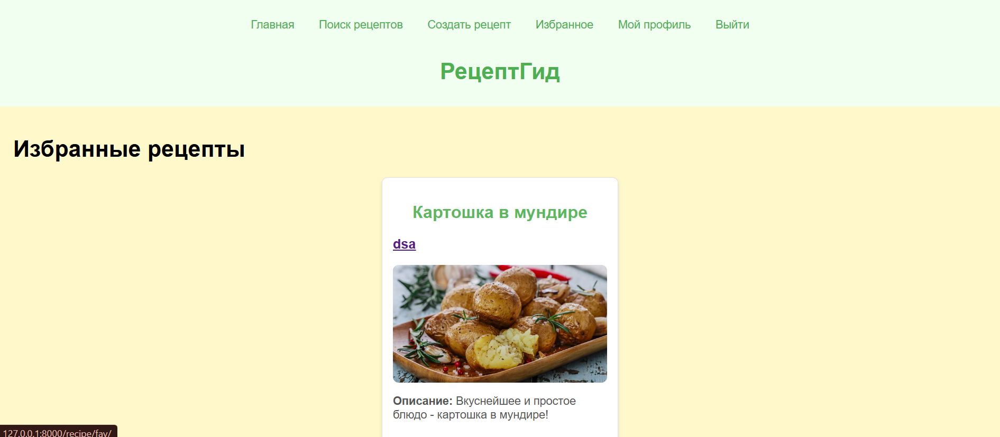 Главная Поиск рецептов Создать рецепт Избранное Мой профиль Выйти
РецептГид
Избранные рецепты
Картошка в мундире
dsa
Описание: Вкуснейшее и простое
блюдо - картошка в мундире!
127.0.0.1:8000/recipe/fav/